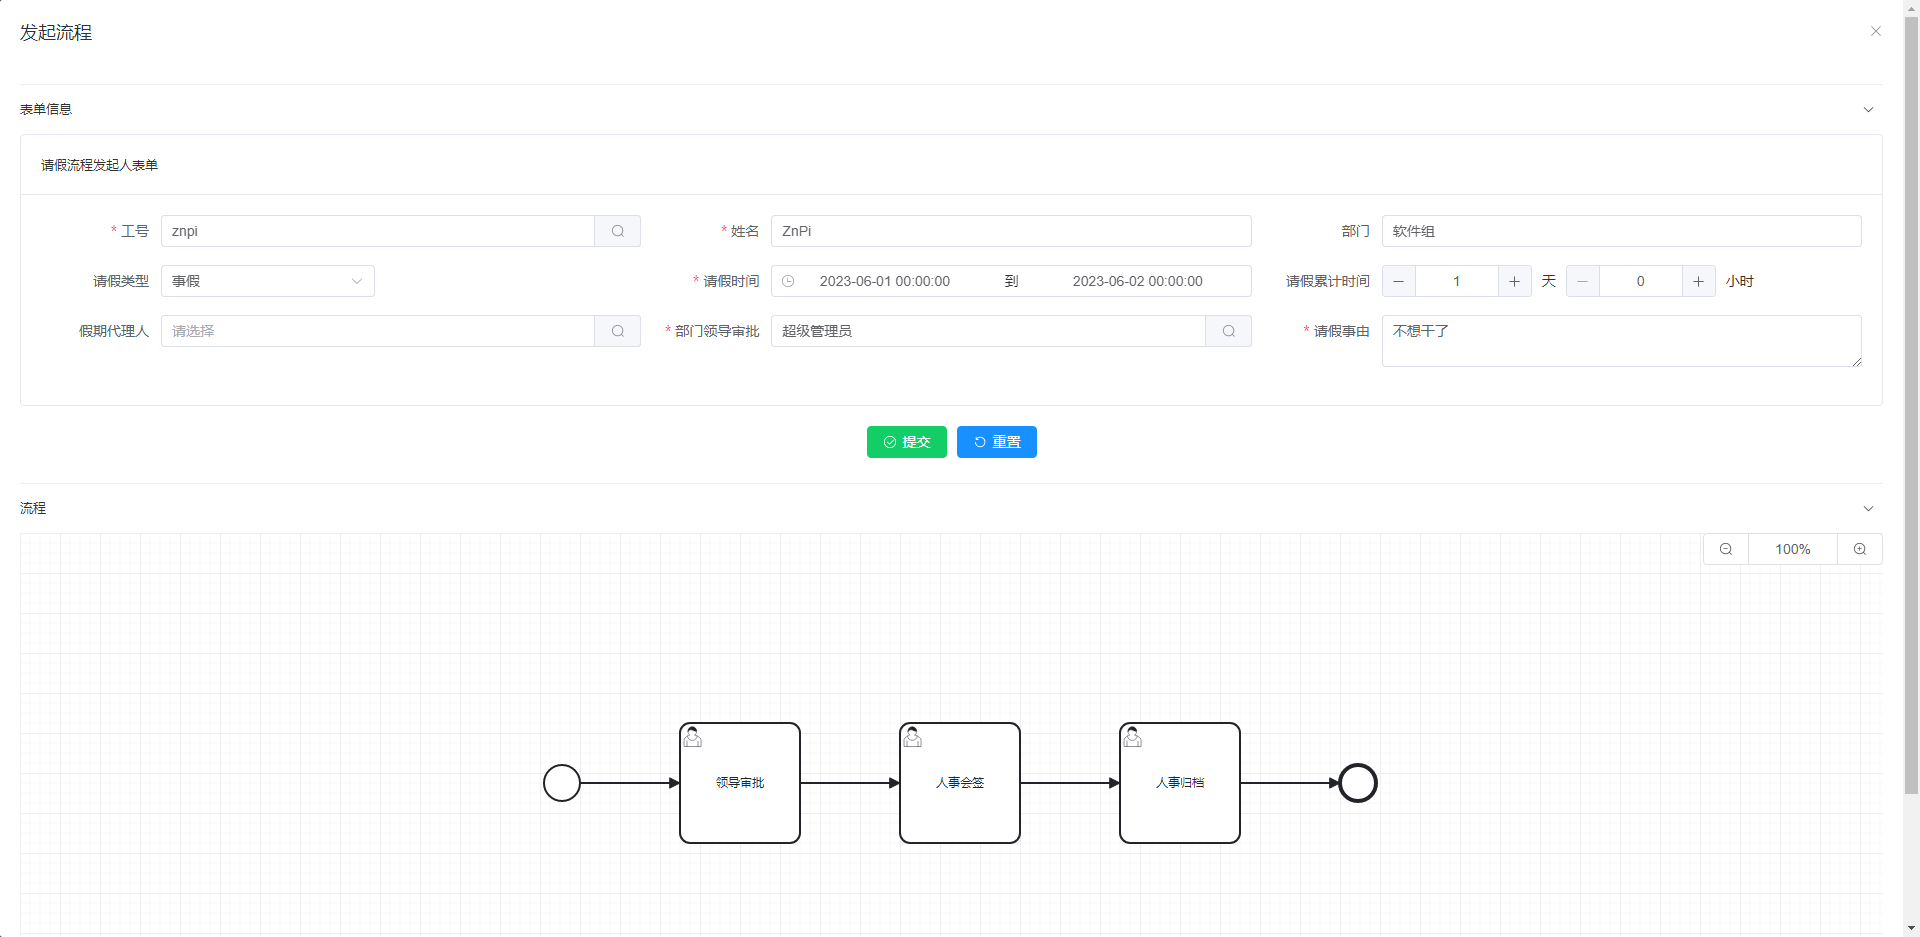 发起流程
表单信息
请假流程发起人表单
* 工号 znpi * 姓名 ZnPi 部门 软件组
请假类型 事假 * 请假时间 2023-06-01 00:00:00 到 2023-06-02 00:00:00 请假累计时间 1 天 0 小时
假期代理人 请选择 * 部门领导审批 超级管理员 * 请假事由 不想干了
提交 重置
流程
100%
领导审批 人事会签 人事归档